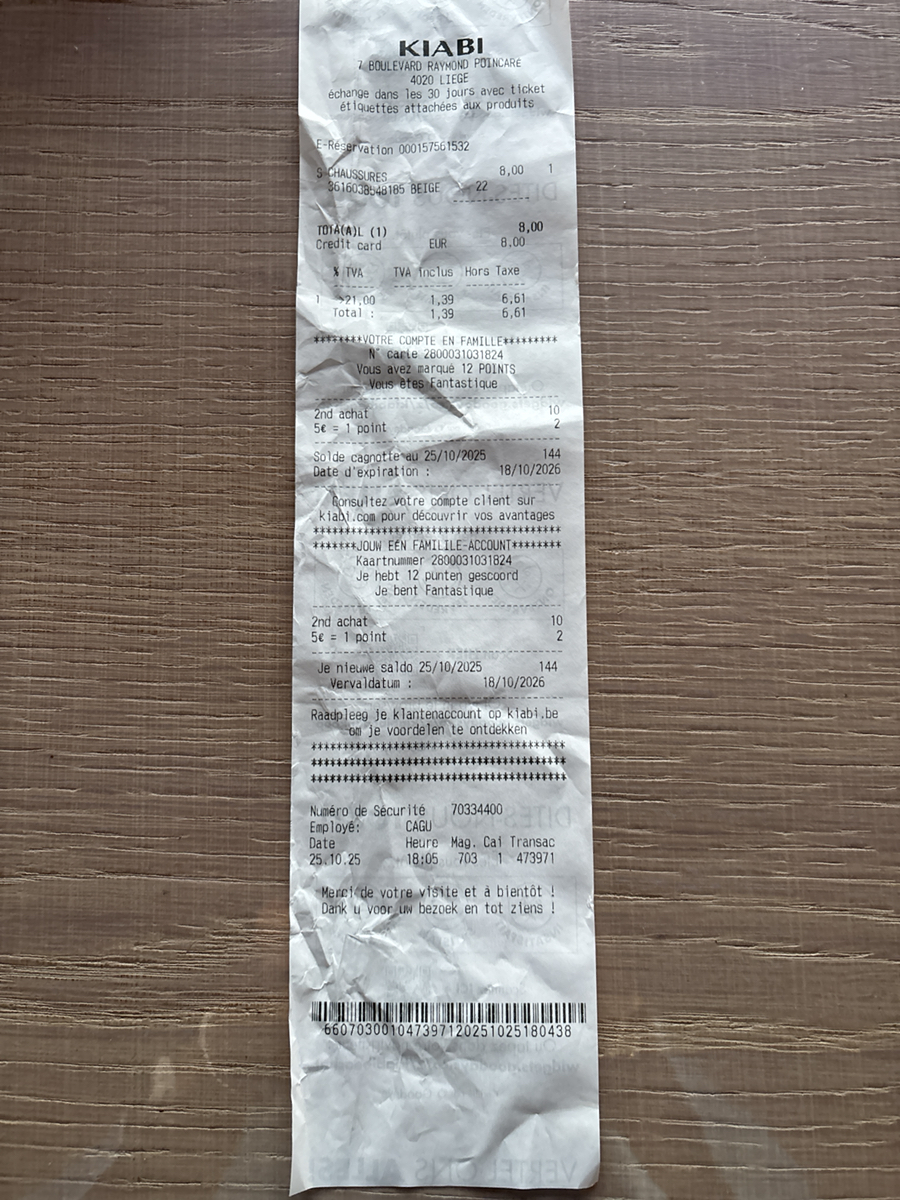 KIABI
7 BOULEVARD RAYMOND POINCARE
4020 LIEGE
échange dans les 30 jours avec ticket
étiquettes attachées aux produits
E-Réservation 000157561532
S CHAUSSURES 8,00 1
3616038548185 BEIGE 22
TOTA(A)L (1) 8,00
Credit card EUR 8,00
% TVA TVA inclus Hors Taxe
1 >21,00 1,39 6,61
Total : 1,39 6,61
********VOTRE COMPTE EN FAMILLE*********
N° carte 2800031031824
Vous avez marqué 12 POINTS
Vous êtes Fantastique
2nd achat 10
5€ = 1 point 2
Solde cagnotte au 25/10/2025 144
Date d'expiration : 18/10/2026
Consultez votre compte client sur
kiabi.com pour découvrir vos avantages
****************************************
*******JOUW EEN FAMILILE-ACCOUNT********
Kaartnummer 2800031031824
Je hebt 12 punten gescoord
Je bent Fantastique
2nd achat 10
5€ = 1 point 2
Je nieuwe saldo 25/10/2025 144
Vervaldatum : 18/10/2026
Raadpleeg je klantenaccount op kiabi.be
om je voordelen te ontdekken
****************************************
****************************************
****************************************
Numéro de Sécurité 70334400
Employé: CAGU
Date Heure Mag. Cai Transac
25.10.25 18:05 703 1 473971
Merci de votre visite et à bientôt !
Dank u voor uw bezoek en tot ziens !
660703001047397120251025180438